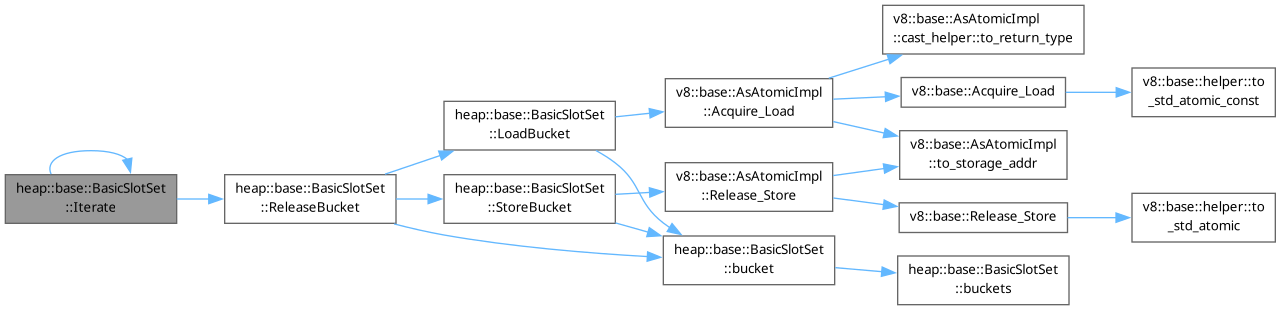 v8::base::AsAtomicImpl
::cast_helper::to_return_type
v8::base::AsAtomicImpl
::Acquire_Load
v8::base::Acquire_Load
v8::base::helper::to
_std_atomic_const
heap::base::BasicSlotSet
::LoadBucket
v8::base::AsAtomicImpl
::to_storage_addr
heap::base::BasicSlotSet
::Iterate
heap::base::BasicSlotSet
::ReleaseBucket
heap::base::BasicSlotSet
::StoreBucket
v8::base::AsAtomicImpl
::Release_Store
v8::base::Release_Store
v8::base::helper::to
_std_atomic
heap::base::BasicSlotSet
::bucket
heap::base::BasicSlotSet
::buckets